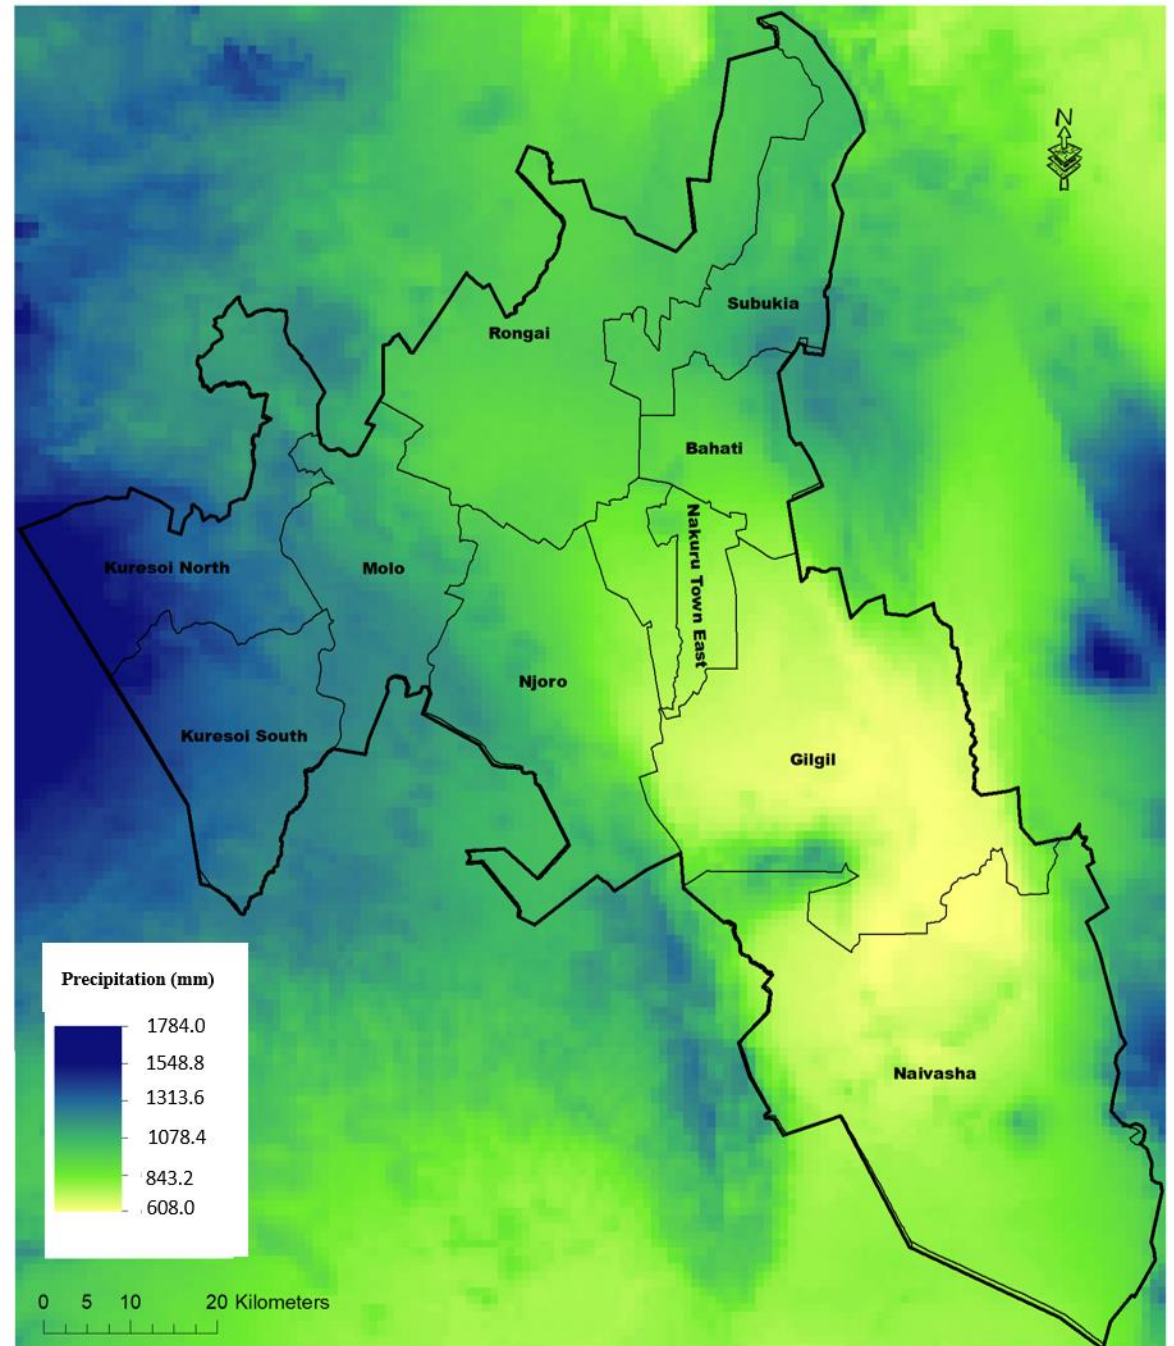 N
Subukia
Rongai
Bahati
Nakuru Town East
Kuresoi North
Molo
Njoro
Kuresoi South
Gilgil
Naivasha
Precipitation (mm)
1784.0
1548.8
1313.6
1078.4
843.2
608.0
0 5 10 20 Kilometers